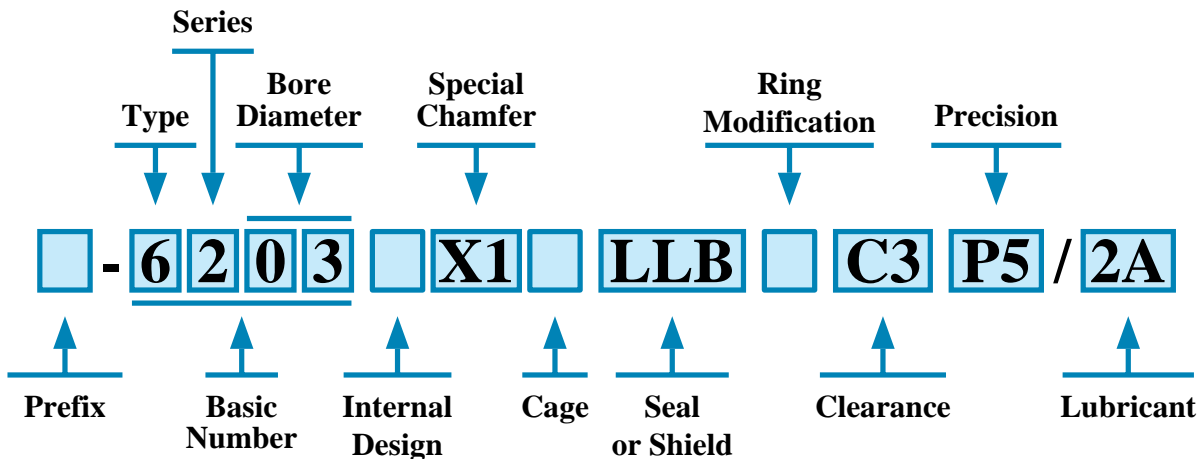 Series
Bore
Diameter
Special
Chamfer
Ring
Modification
Type
Precision
- 6 2 0 3 X1 LLB C3 P5 / 2A
Prefix
Basic
Number
Internal
Design
Cage
Seal
or Shield
Clearance
Lubricant